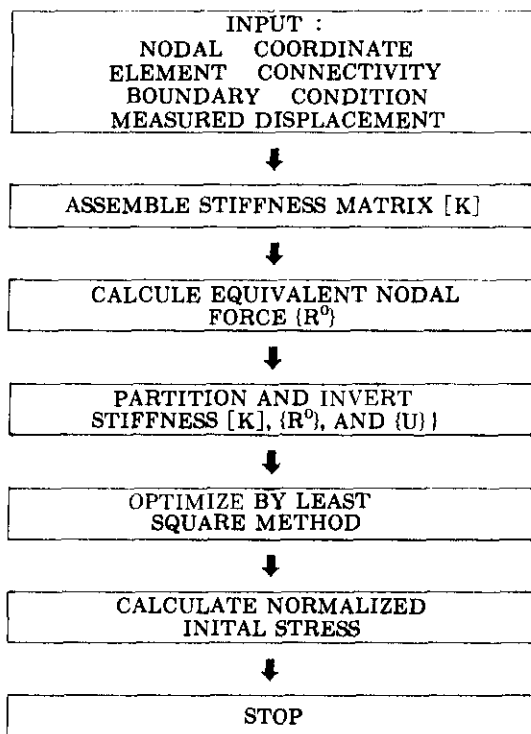 INPUT :
NODAL COORDINATE
ELEMENT CONNECTIVITY
BOUNDARY CONDITION
MEASURED DISPLACEMENT
ASSEMBLE STIFFNESS MATRIX [K]
CALCULE EQUIVALENT NODAL
FORCE {R⁰}
PARTITION AND INVERT
STIFFNESS [K], {R⁰}, AND {U} }
OPTIMIZE BY LEAST
SQUARE METHOD
CALCULATE NORMALIZED
INITAL STRESS
STOP